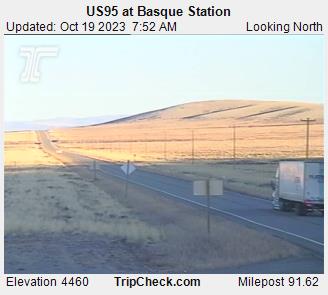 US95 at Basque Station
Updated: Oct 19 2023 7:52 AM Looking North
Elevation 4460 TripCheck.com Milepost 91.62